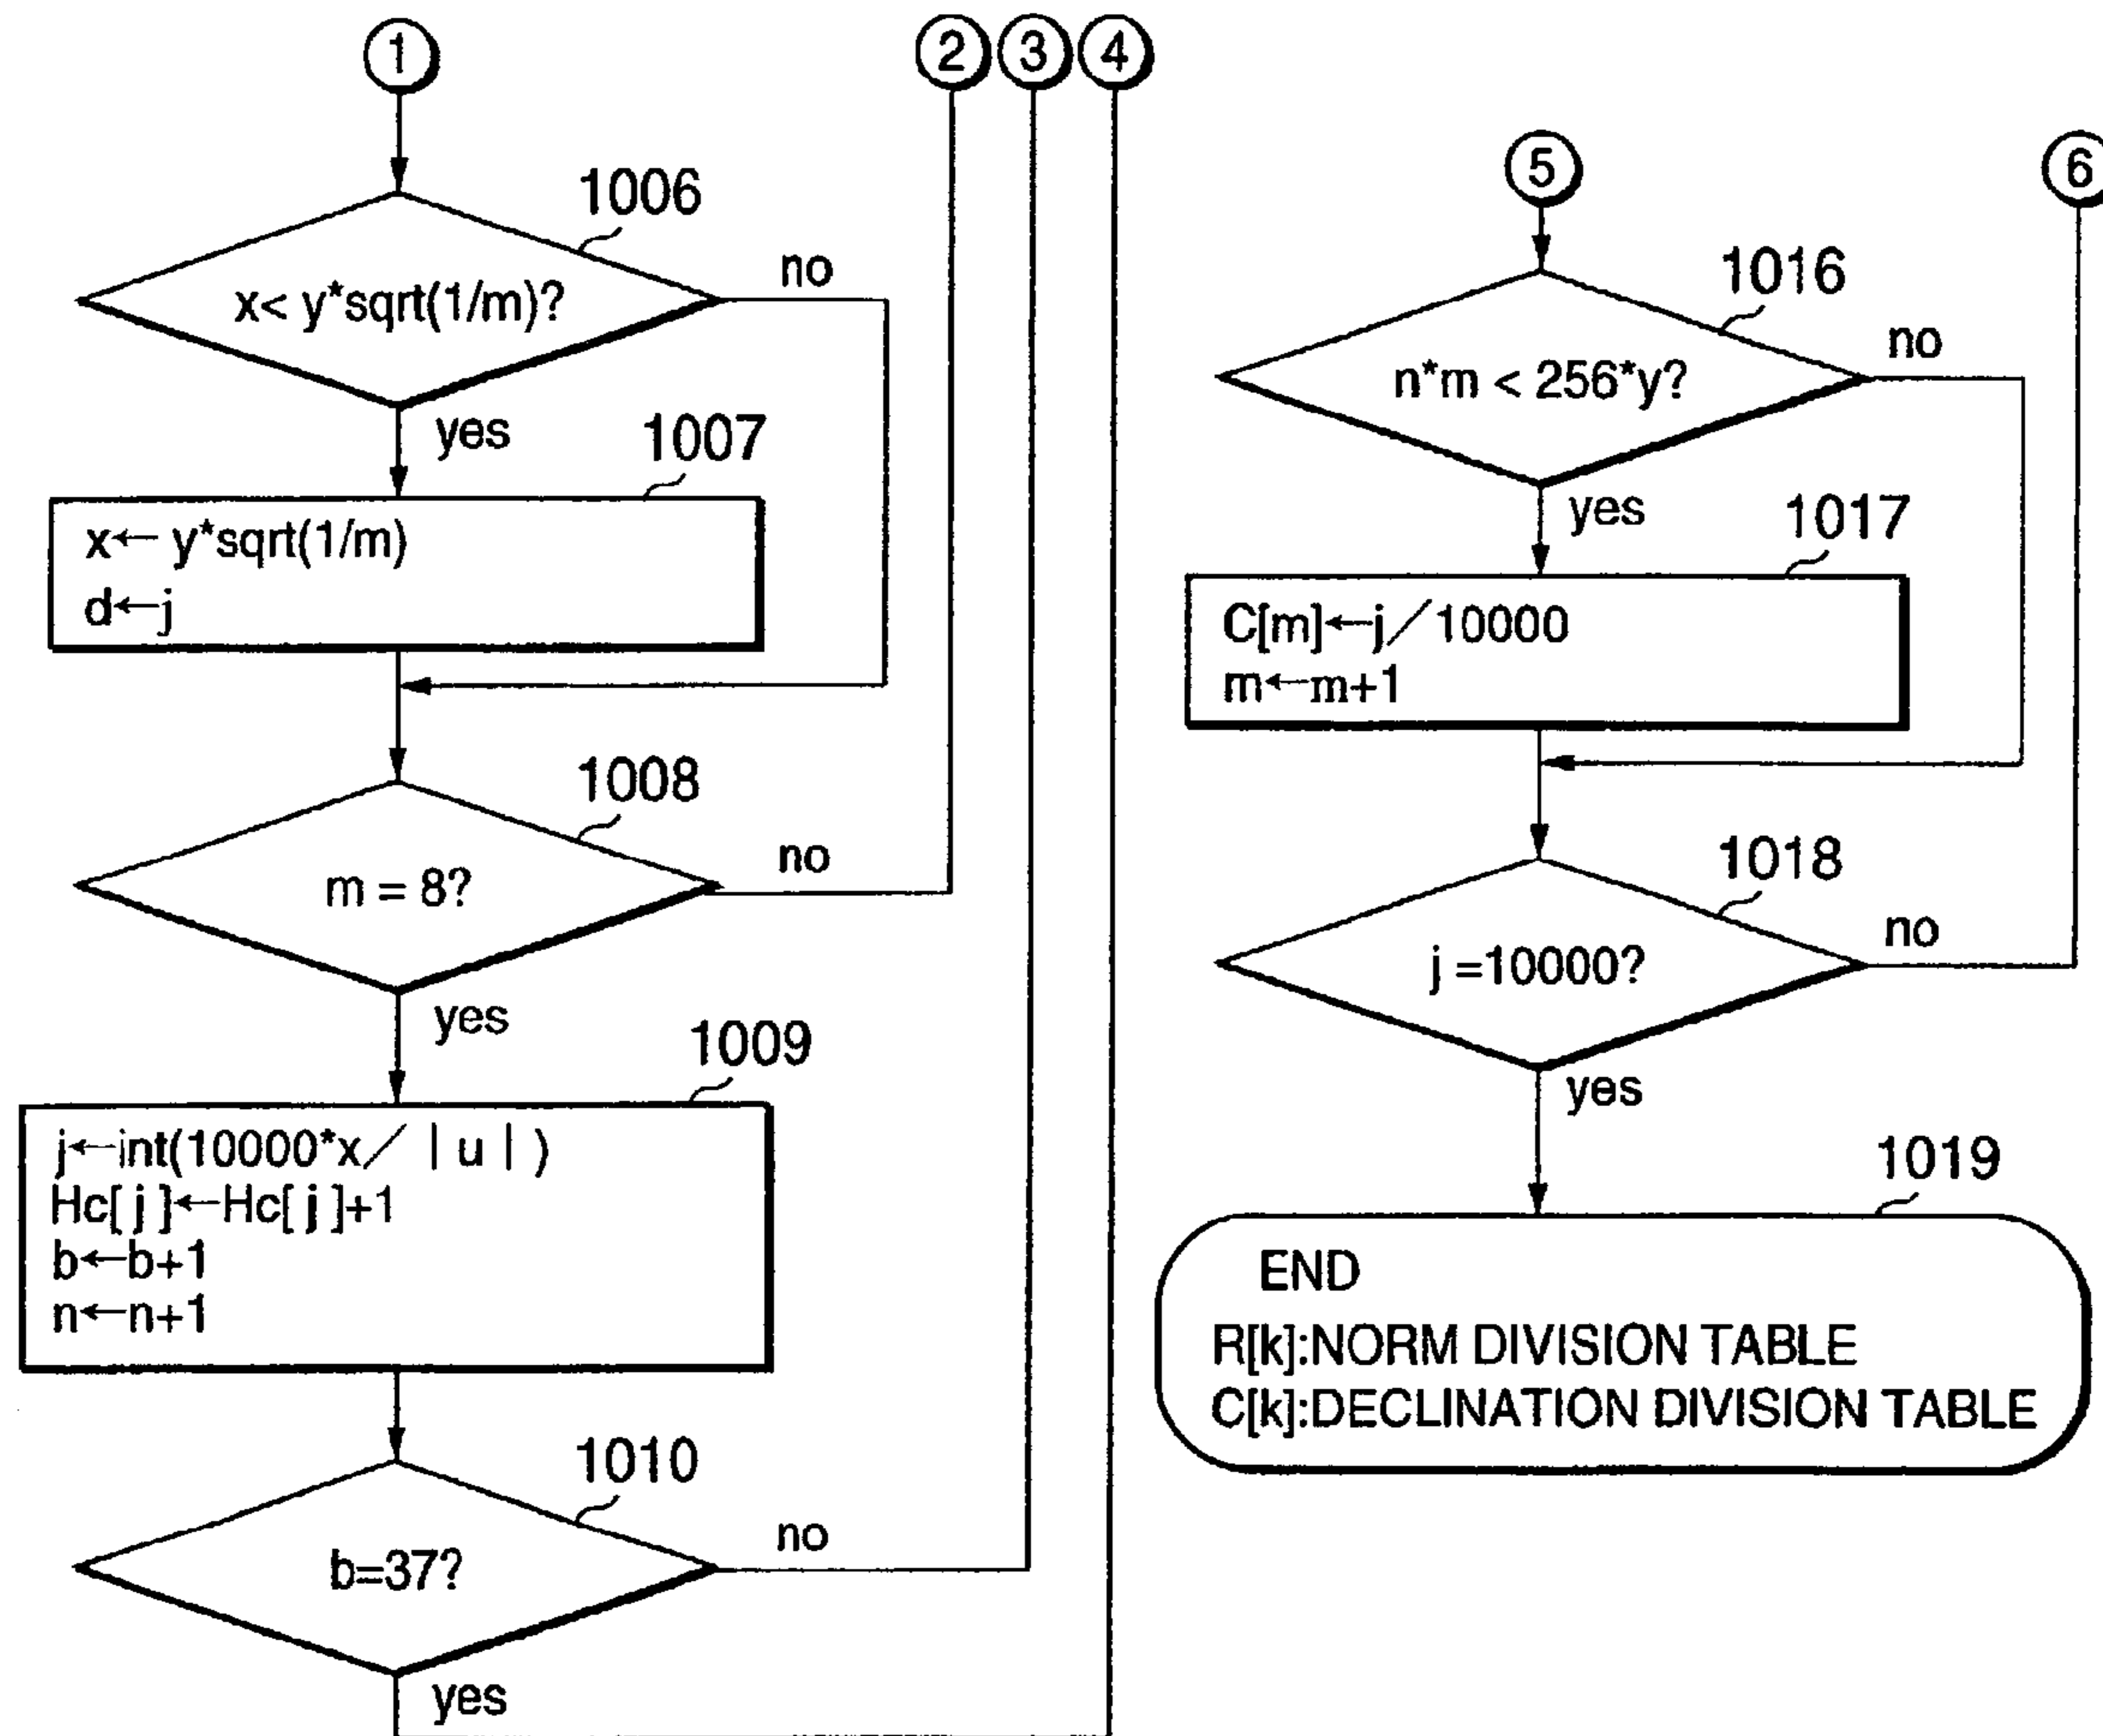 1
2
3
4
1006
x< y*sqrt(1/m)?
no
yes
1007
x← y*sqrt(1/m)
d←j
1008
m = 8?
no
yes
1009
j←int(10000*x／ | u | )
Hc[ j ]←Hc[ j ]+1
b←b+1
n←n+1
1010
b=37?
no
yes
5
6
1016
n*m < 256*y?
no
yes
1017
C[m]←j／10000
m←m+1
1018
j =10000?
no
yes
1019
END
R[k]:NORM DIVISION TABLE
C[k]:DECLINATION DIVISION TABLE